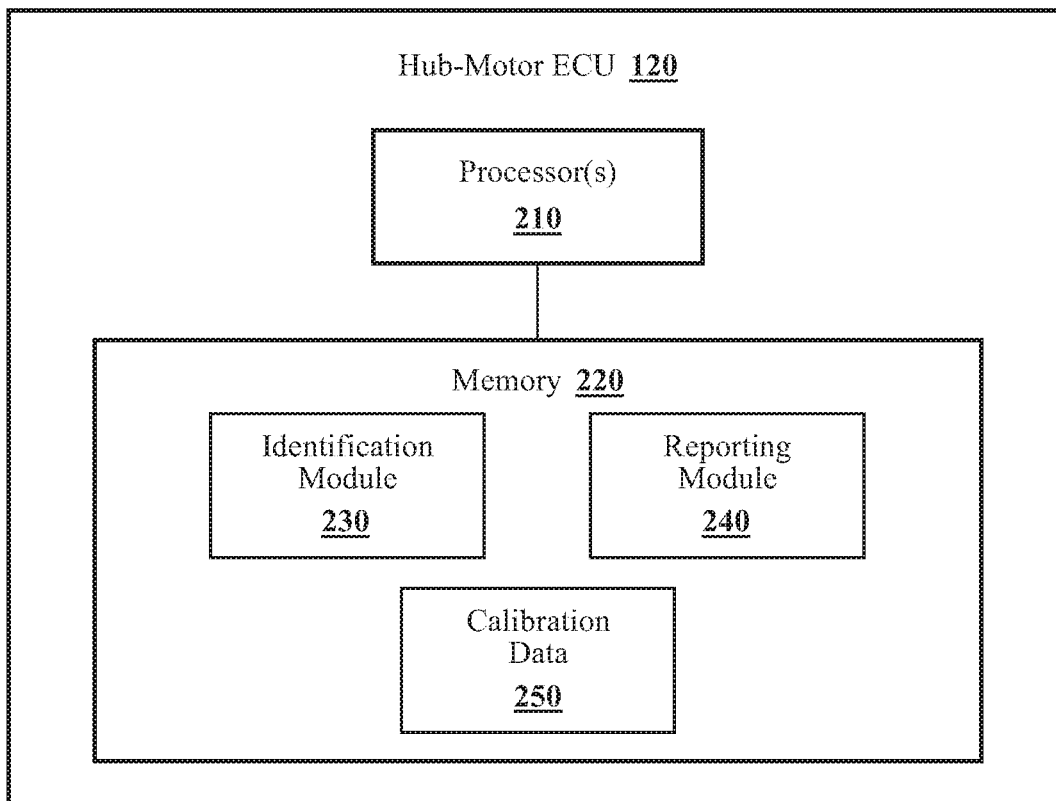 Hub-Motor ECU 120
Processor(s)
210
Memory 220
Identification
Module
230
Reporting
Module
240
Calibration
Data
250